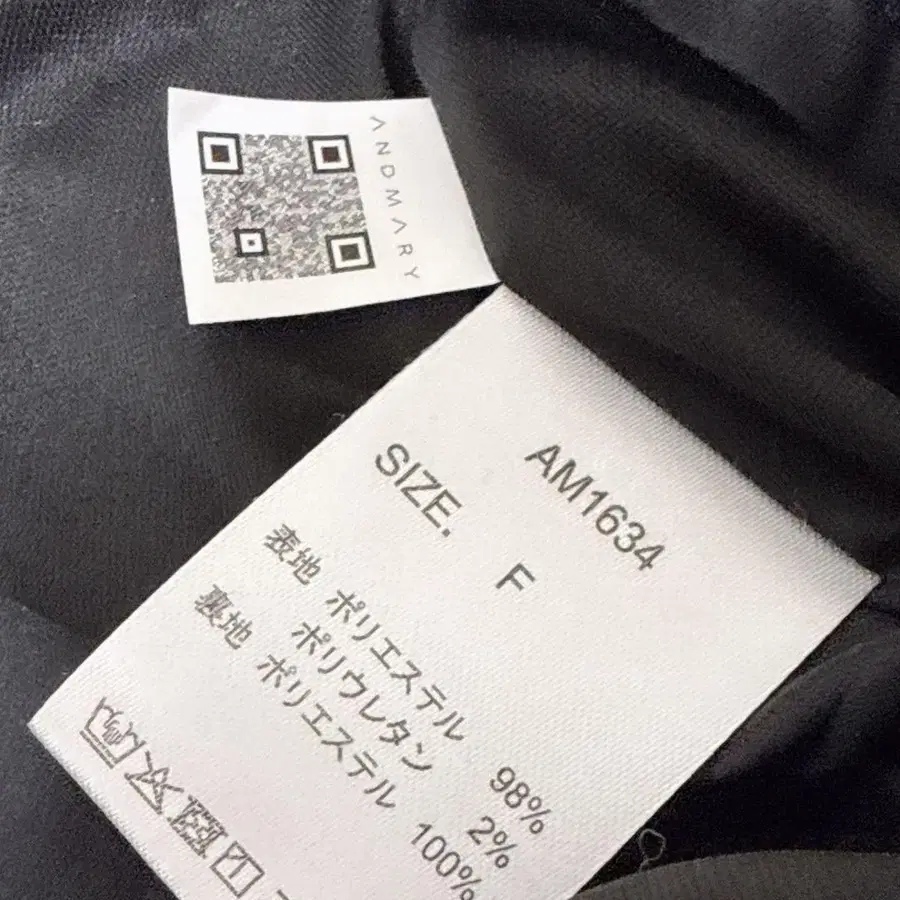 ANDMARY
AM1634
SIZE. F
表地 ポリエステル 98%
ポリウレタン 2%
裏地 ポリエステル 100%